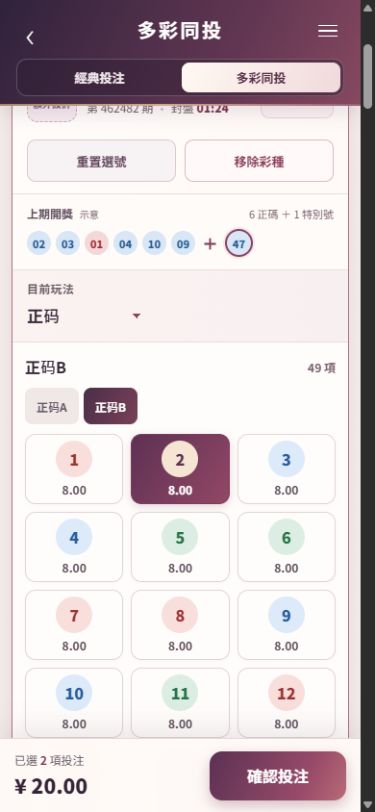 多彩同投
經典投注 多彩同投
第 462482 期 · 封盤 01:24
重置選號 移除彩種
上期開獎 示意 6 正碼 + 1 特別號
02 03 01 04 10 09 + 47
目前玩法
正码
正码B 49 項
正码A 正码B
1 2 3
8.00 8.00 8.00
4 5 6
8.00 8.00 8.00
7 8 9
8.00 8.00 8.00
10 11 12
8.00 8.00 8.00
已選 2 項投注
¥ 20.00
確認投注